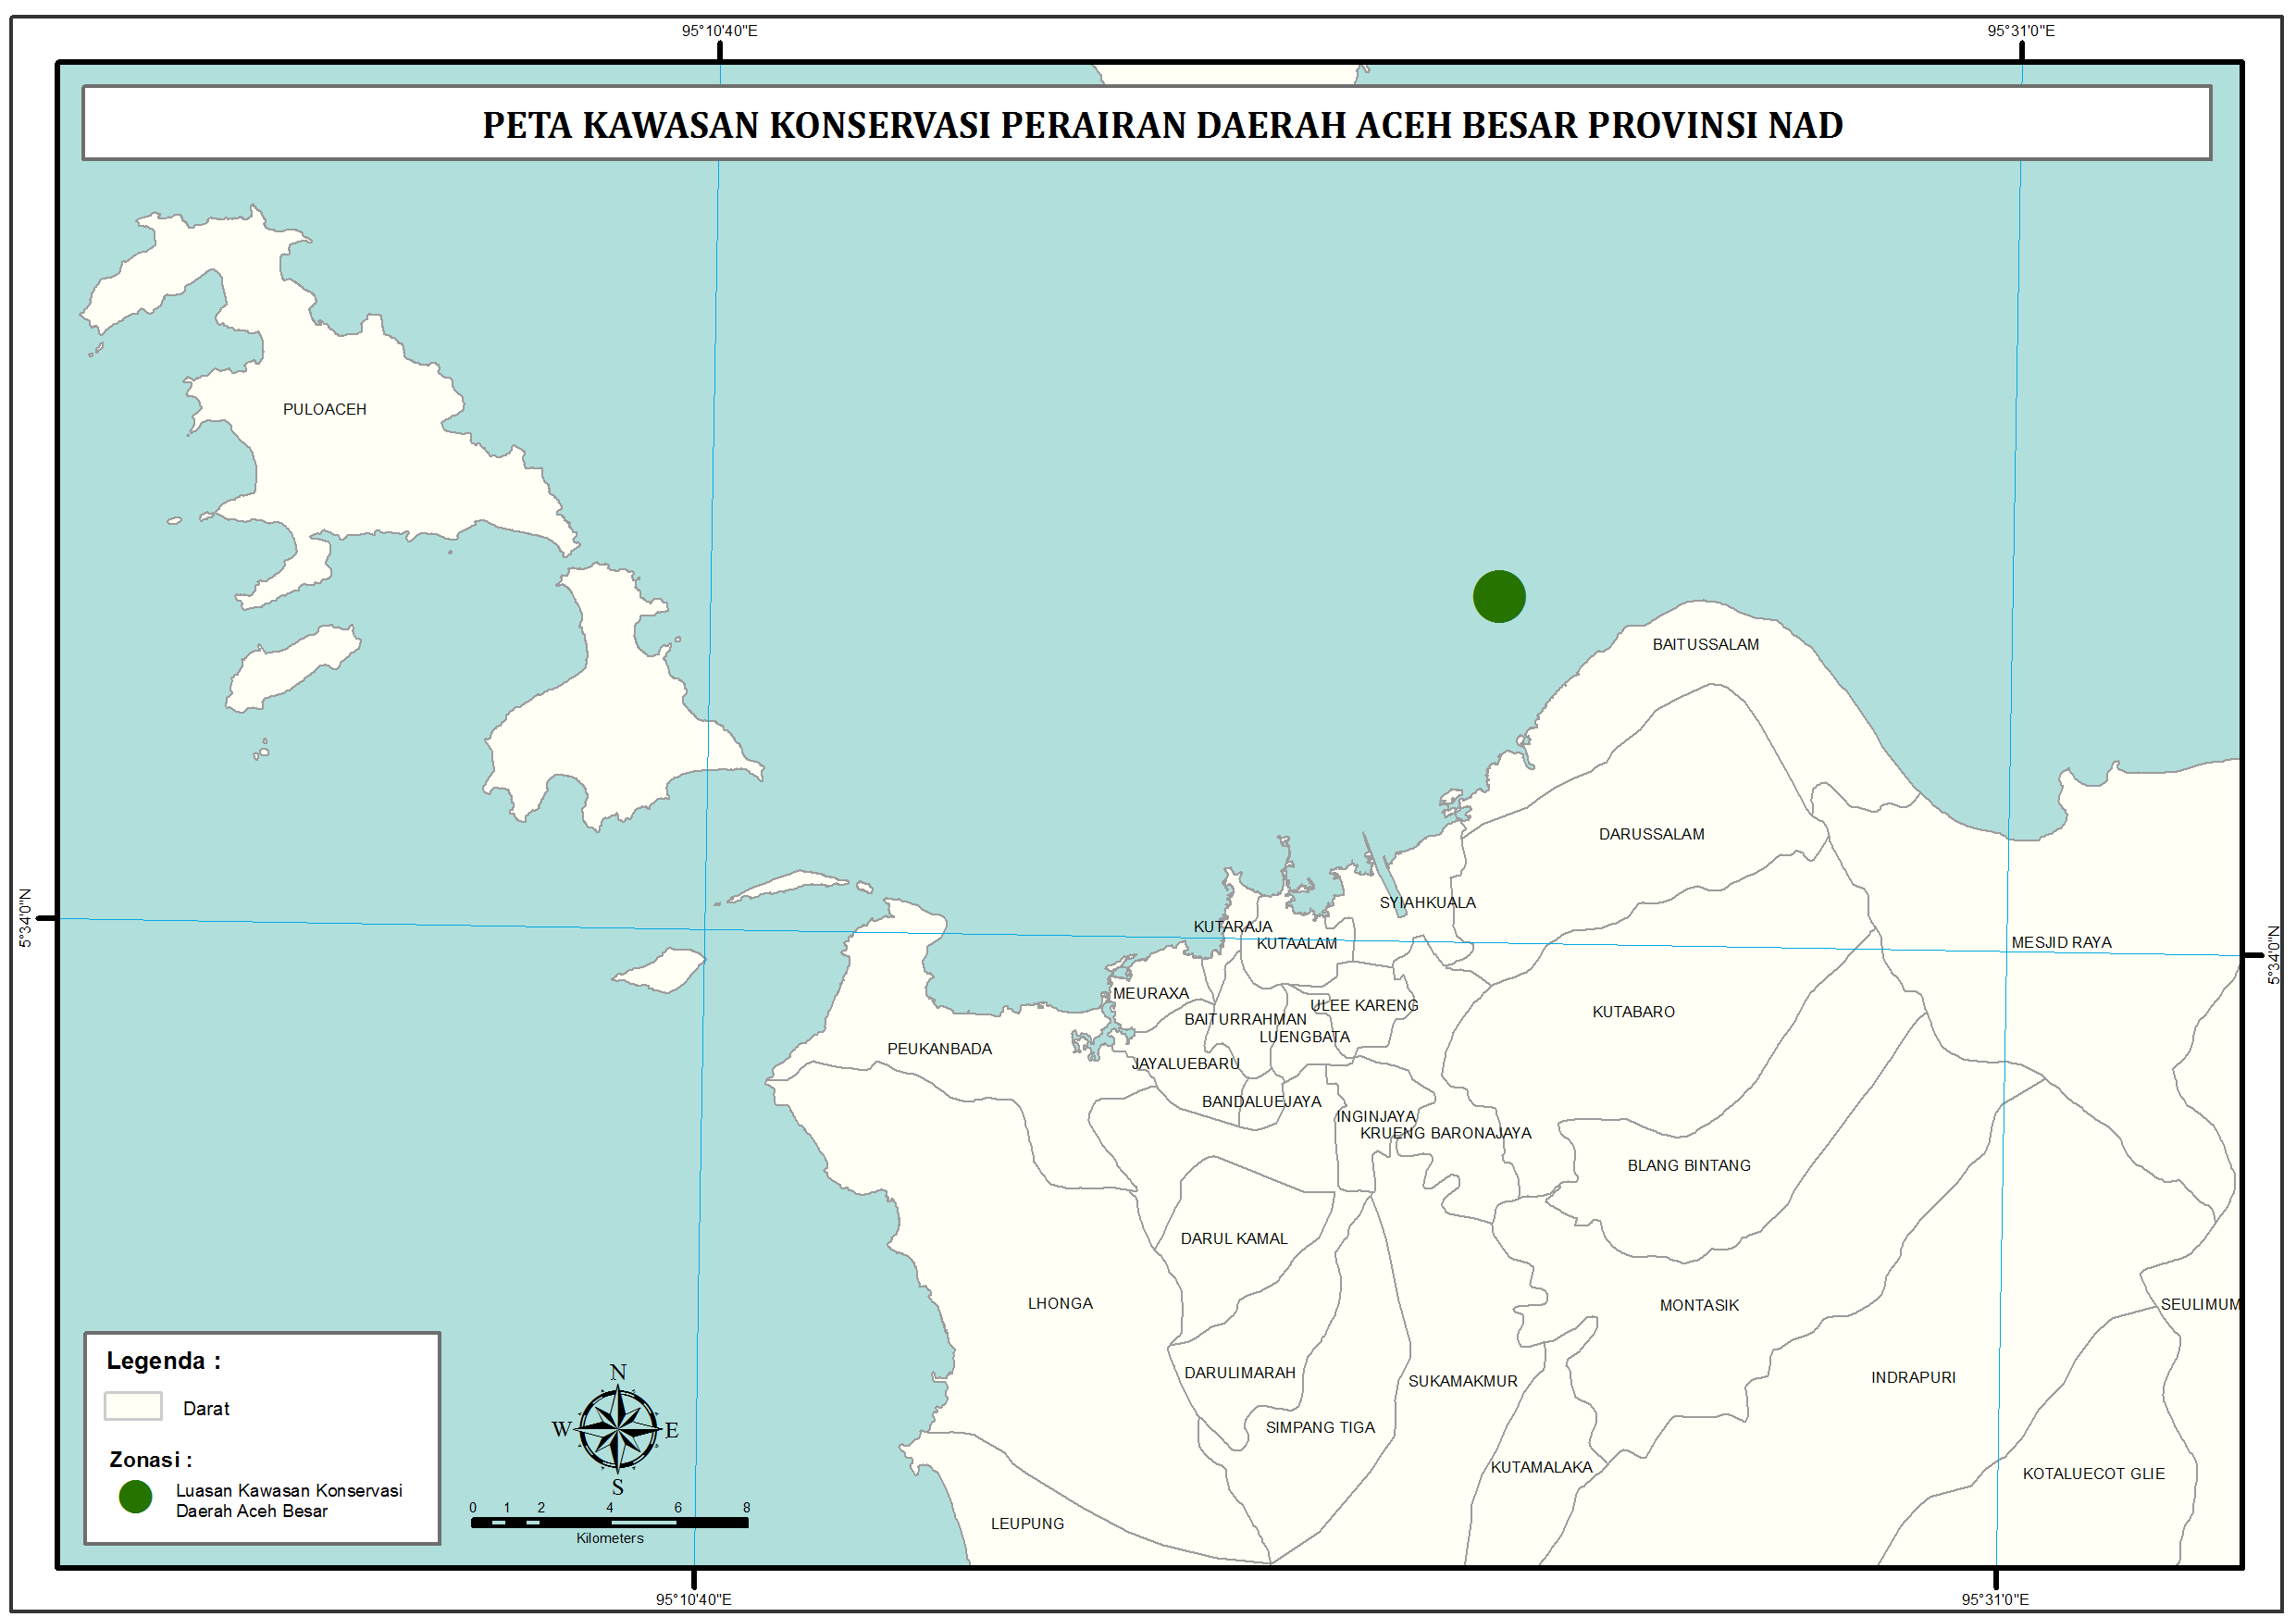 95°10'40"E
95°31'0"E
PETA KAWASAN KONSERVASI PERAIRAN DAERAH ACEH BESAR PROVINSI NAD
PULOACEH
BAITUSSALAM
DARUSSALAM
5°34'0"N
SYIAHKUALA
KUTARAJA
KUTAALAM
MESJID RAYA
5°34'0"N
MEURAXA
ULEE KARENG
KUTABARO
BAITURRAHMAN
LUENGBATA
PEUKANBADA
JAYALUEBARU
BANDALUEJAYA
INGINJAYA
KRUENG BARONAJAYA
BLANG BINTANG
DARUL KAMAL
LHONGA
MONTASIK
SEULIMUM
DARULIMARAH
SUKAMAKMUR
INDRAPURI
SIMPANG TIGA
KUTAMALAKA
KOTALUECOT GLIE
LEUPUNG
Legenda :
Darat
Zonasi :
Luasan Kawasan Konservasi
Daerah Aceh Besar
N
W
E
S
0 1 2 4 6 8
Kilometers
95°10'40"E
95°31'0"E